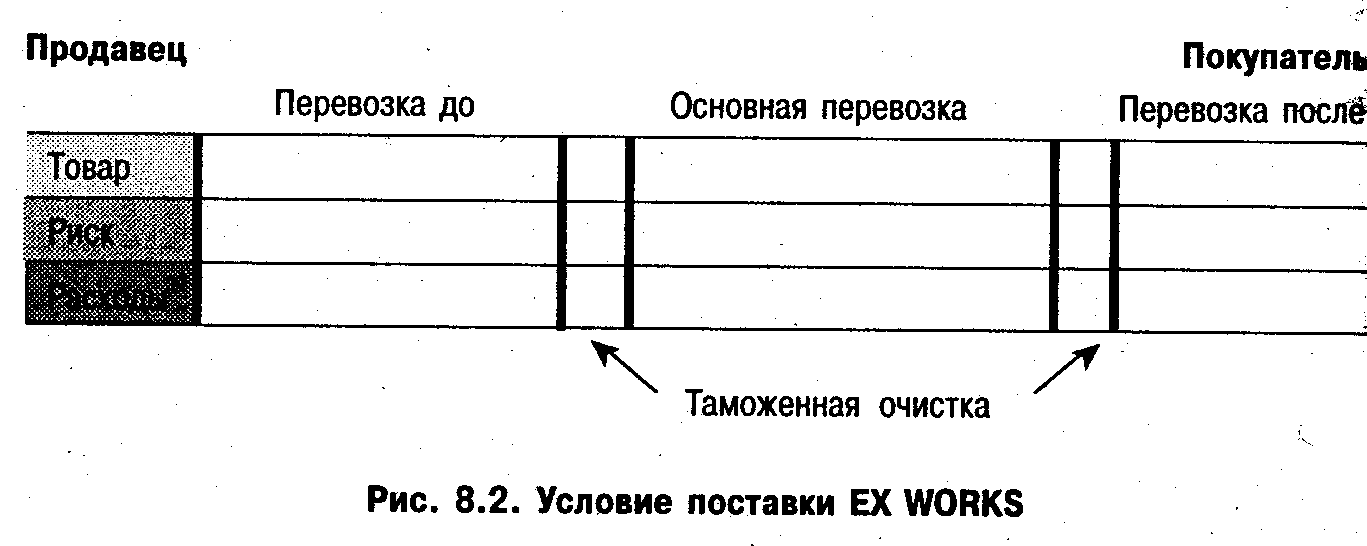 Продавец
Покупатель
Перевозка до
Основная перевозка
Перевозка после
Товар
Риск
Расходы
Таможенная очистка
Рис. 8.2. Условие поставки EX WORKS